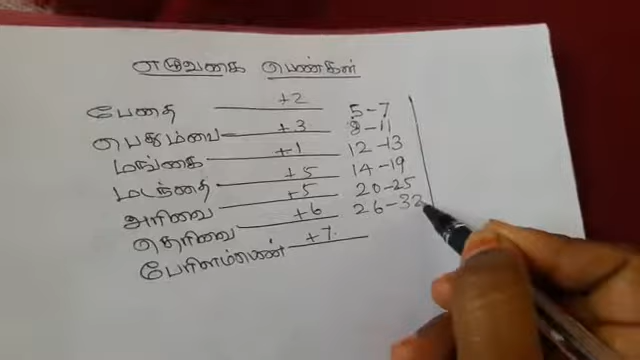 எழுவகை பெண்கள்
பேதை +2 5-7
பெதும்பை +3 8-11
மங்கை +1 12-13
மடந்தை +5 14-19
அரிவை +5 20-25
தெரிவை +6 26-32
பேரிளம்பெண் +7